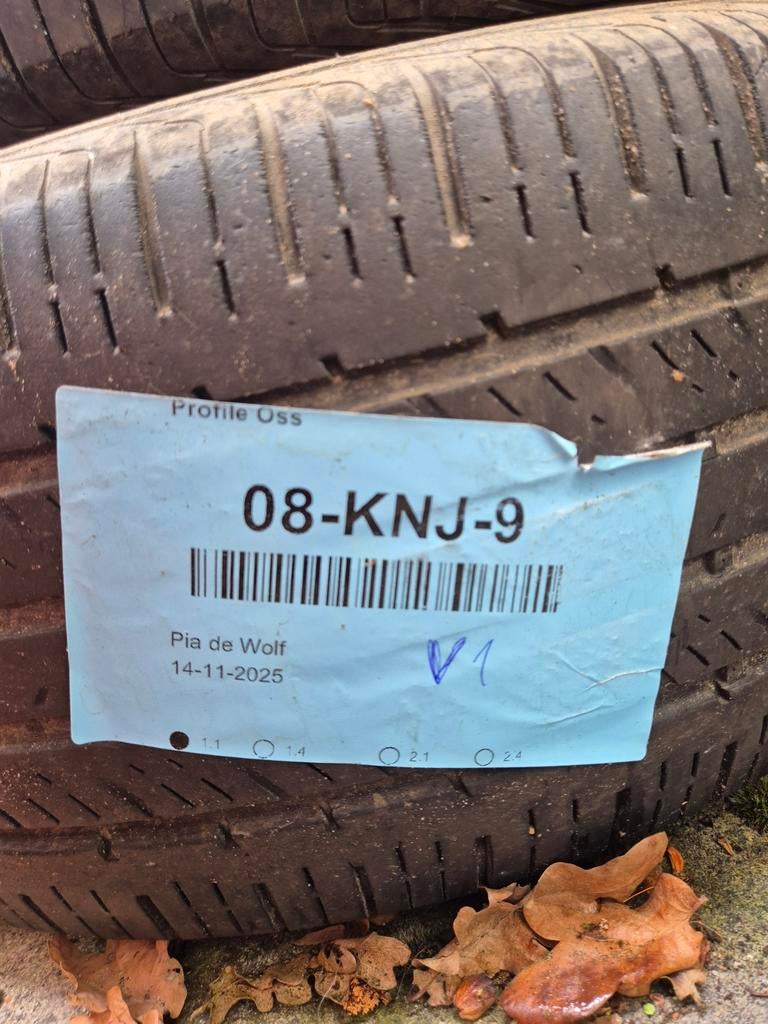 Profile Oss
08-KNJ-9
Pia de Wolf
14-11-2025
V 1
1.1 1.4 2.1 2.4